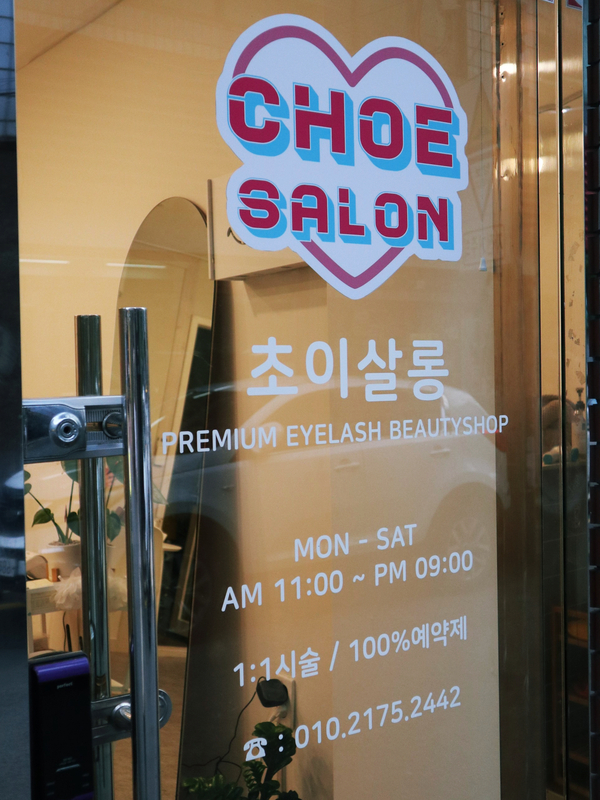 CHOE
SALON
초이살롱
PREMIUM EYELASH BEAUTYSHOP
MON - SAT
AM 11:00 ~ PM 09:00
1:1시술 / 100%예약제
☎ : 010.2175.2442